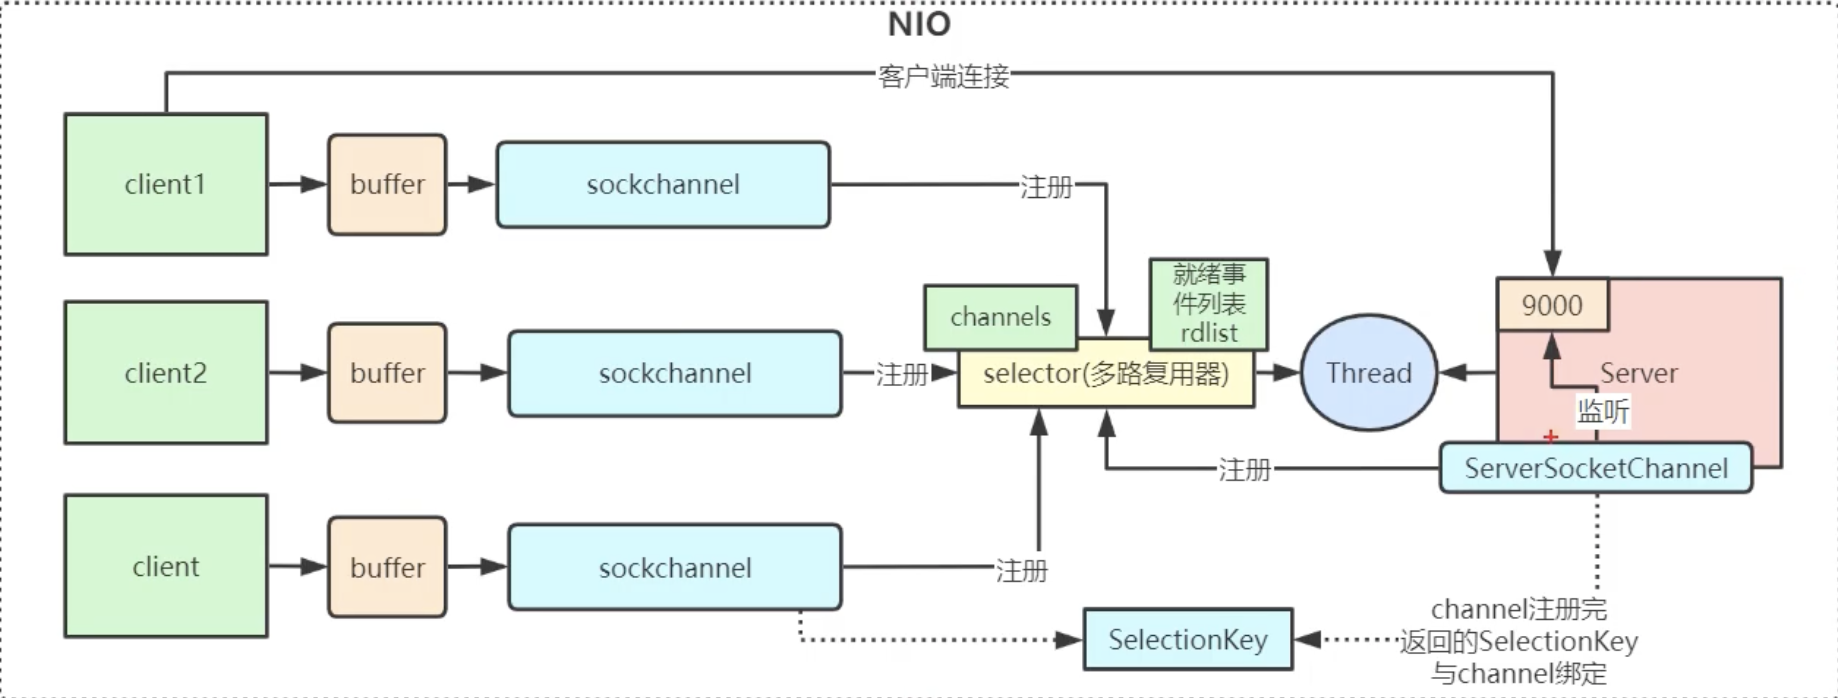 NIO
客户端连接
client1
buffer
sockchannel
注册
client2
buffer
sockchannel
注册
channels
就绪事
件列表
rdlist
selector(多路复用器)
Thread
9000
Server
监听
ServerSocketChannel
注册
client
buffer
sockchannel
注册
SelectionKey
channel注册完
返回的SelectionKey
与channel绑定